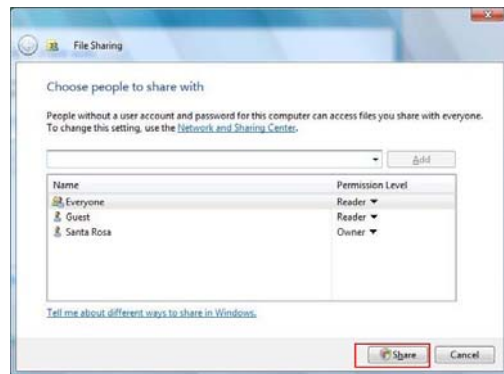 File Sharing
Choose people to share with
People without a user account and password for this computer can access files you share with everyone.
To change this setting, use the Network and Sharing Center.
Add
Name Permission Level
Everyone Reader
Guest Reader
Santa Rosa Owner
Tell me about different ways to share in Windows.
Share Cancel